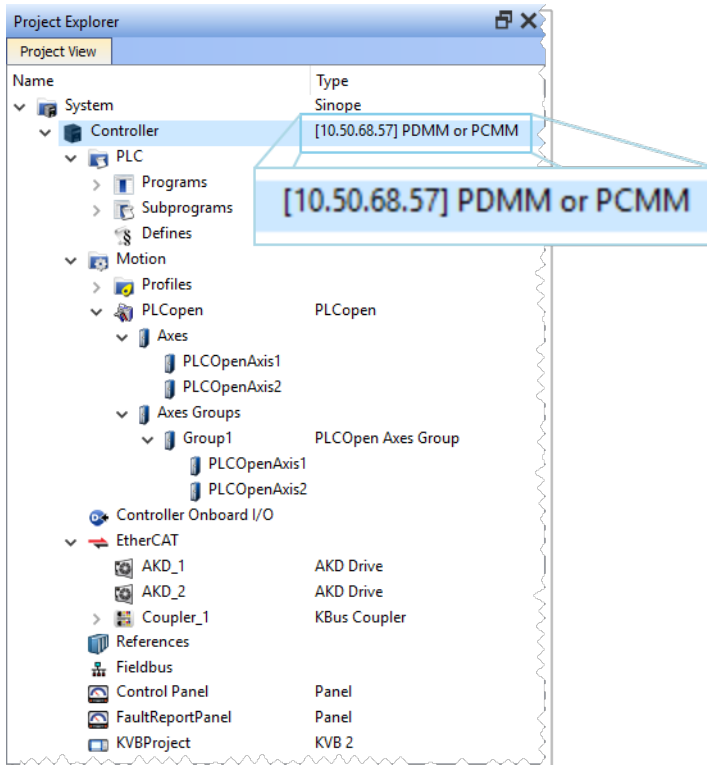 Project Explorer
Project View
Name Type
System Sinope
Controller [10.50.68.57] PDMM or PCMM
PLC
[10.50.68.57] PDMM or PCMM
Programs
Subprograms
Defines
Motion
Profiles
PLCopen PLCopen
Axes
PLCOpenAxis1
PLCOpenAxis2
Axes Groups
Group1 PLCOpen Axes Group
PLCOpenAxis1
PLCOpenAxis2
Controller Onboard I/O
EtherCAT
AKD_1 AKD Drive
AKD_2 AKD Drive
Coupler_1 KBus Coupler
References
Fieldbus
Control Panel Panel
FaultReportPanel Panel
KVBProject KVB 2